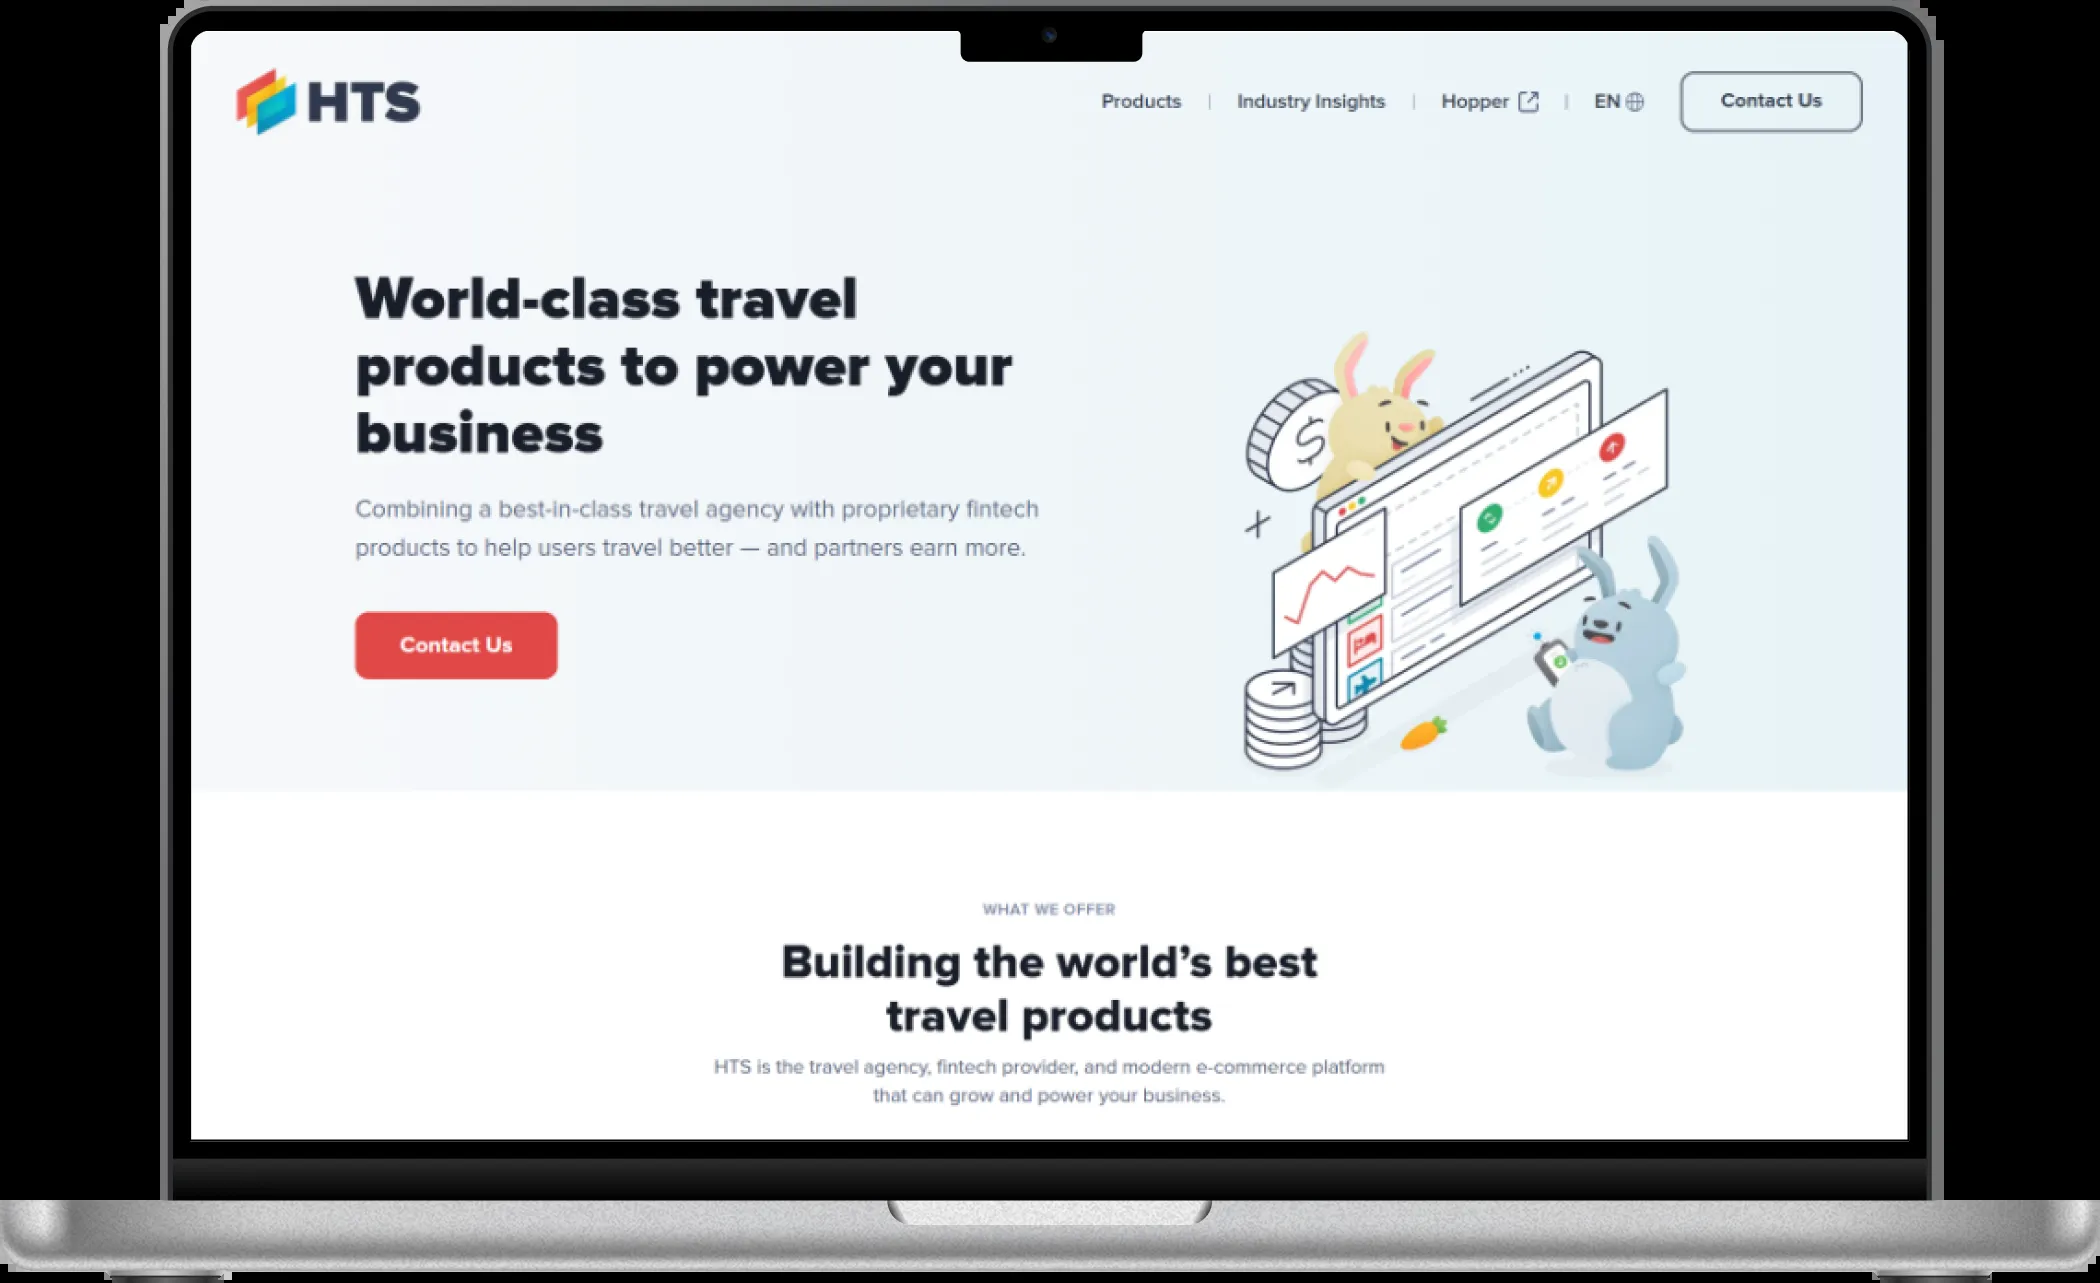 HTS
Products
Industry Insights
Hopper
EN
Contact Us
World-class travel
products to power your
business
Combining a best-in-class travel agency with proprietary fintech
products to help users travel better — and partners earn more.
Contact Us
$
WHAT WE OFFER
Building the world’s best
travel products
HTS is the travel agency, fintech provider, and modern e-commerce platform
that can grow and power your business.